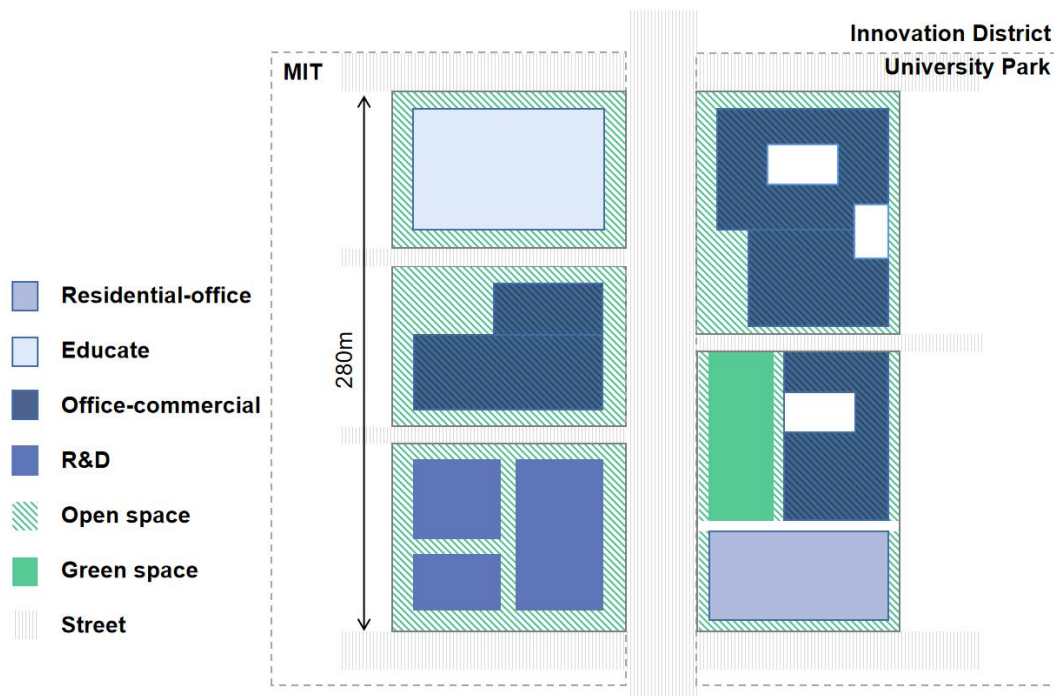 Innovation District
MIT
University Park
280m
Residential-office
Educate
Office-commercial
R&D
Open space
Green space
Street